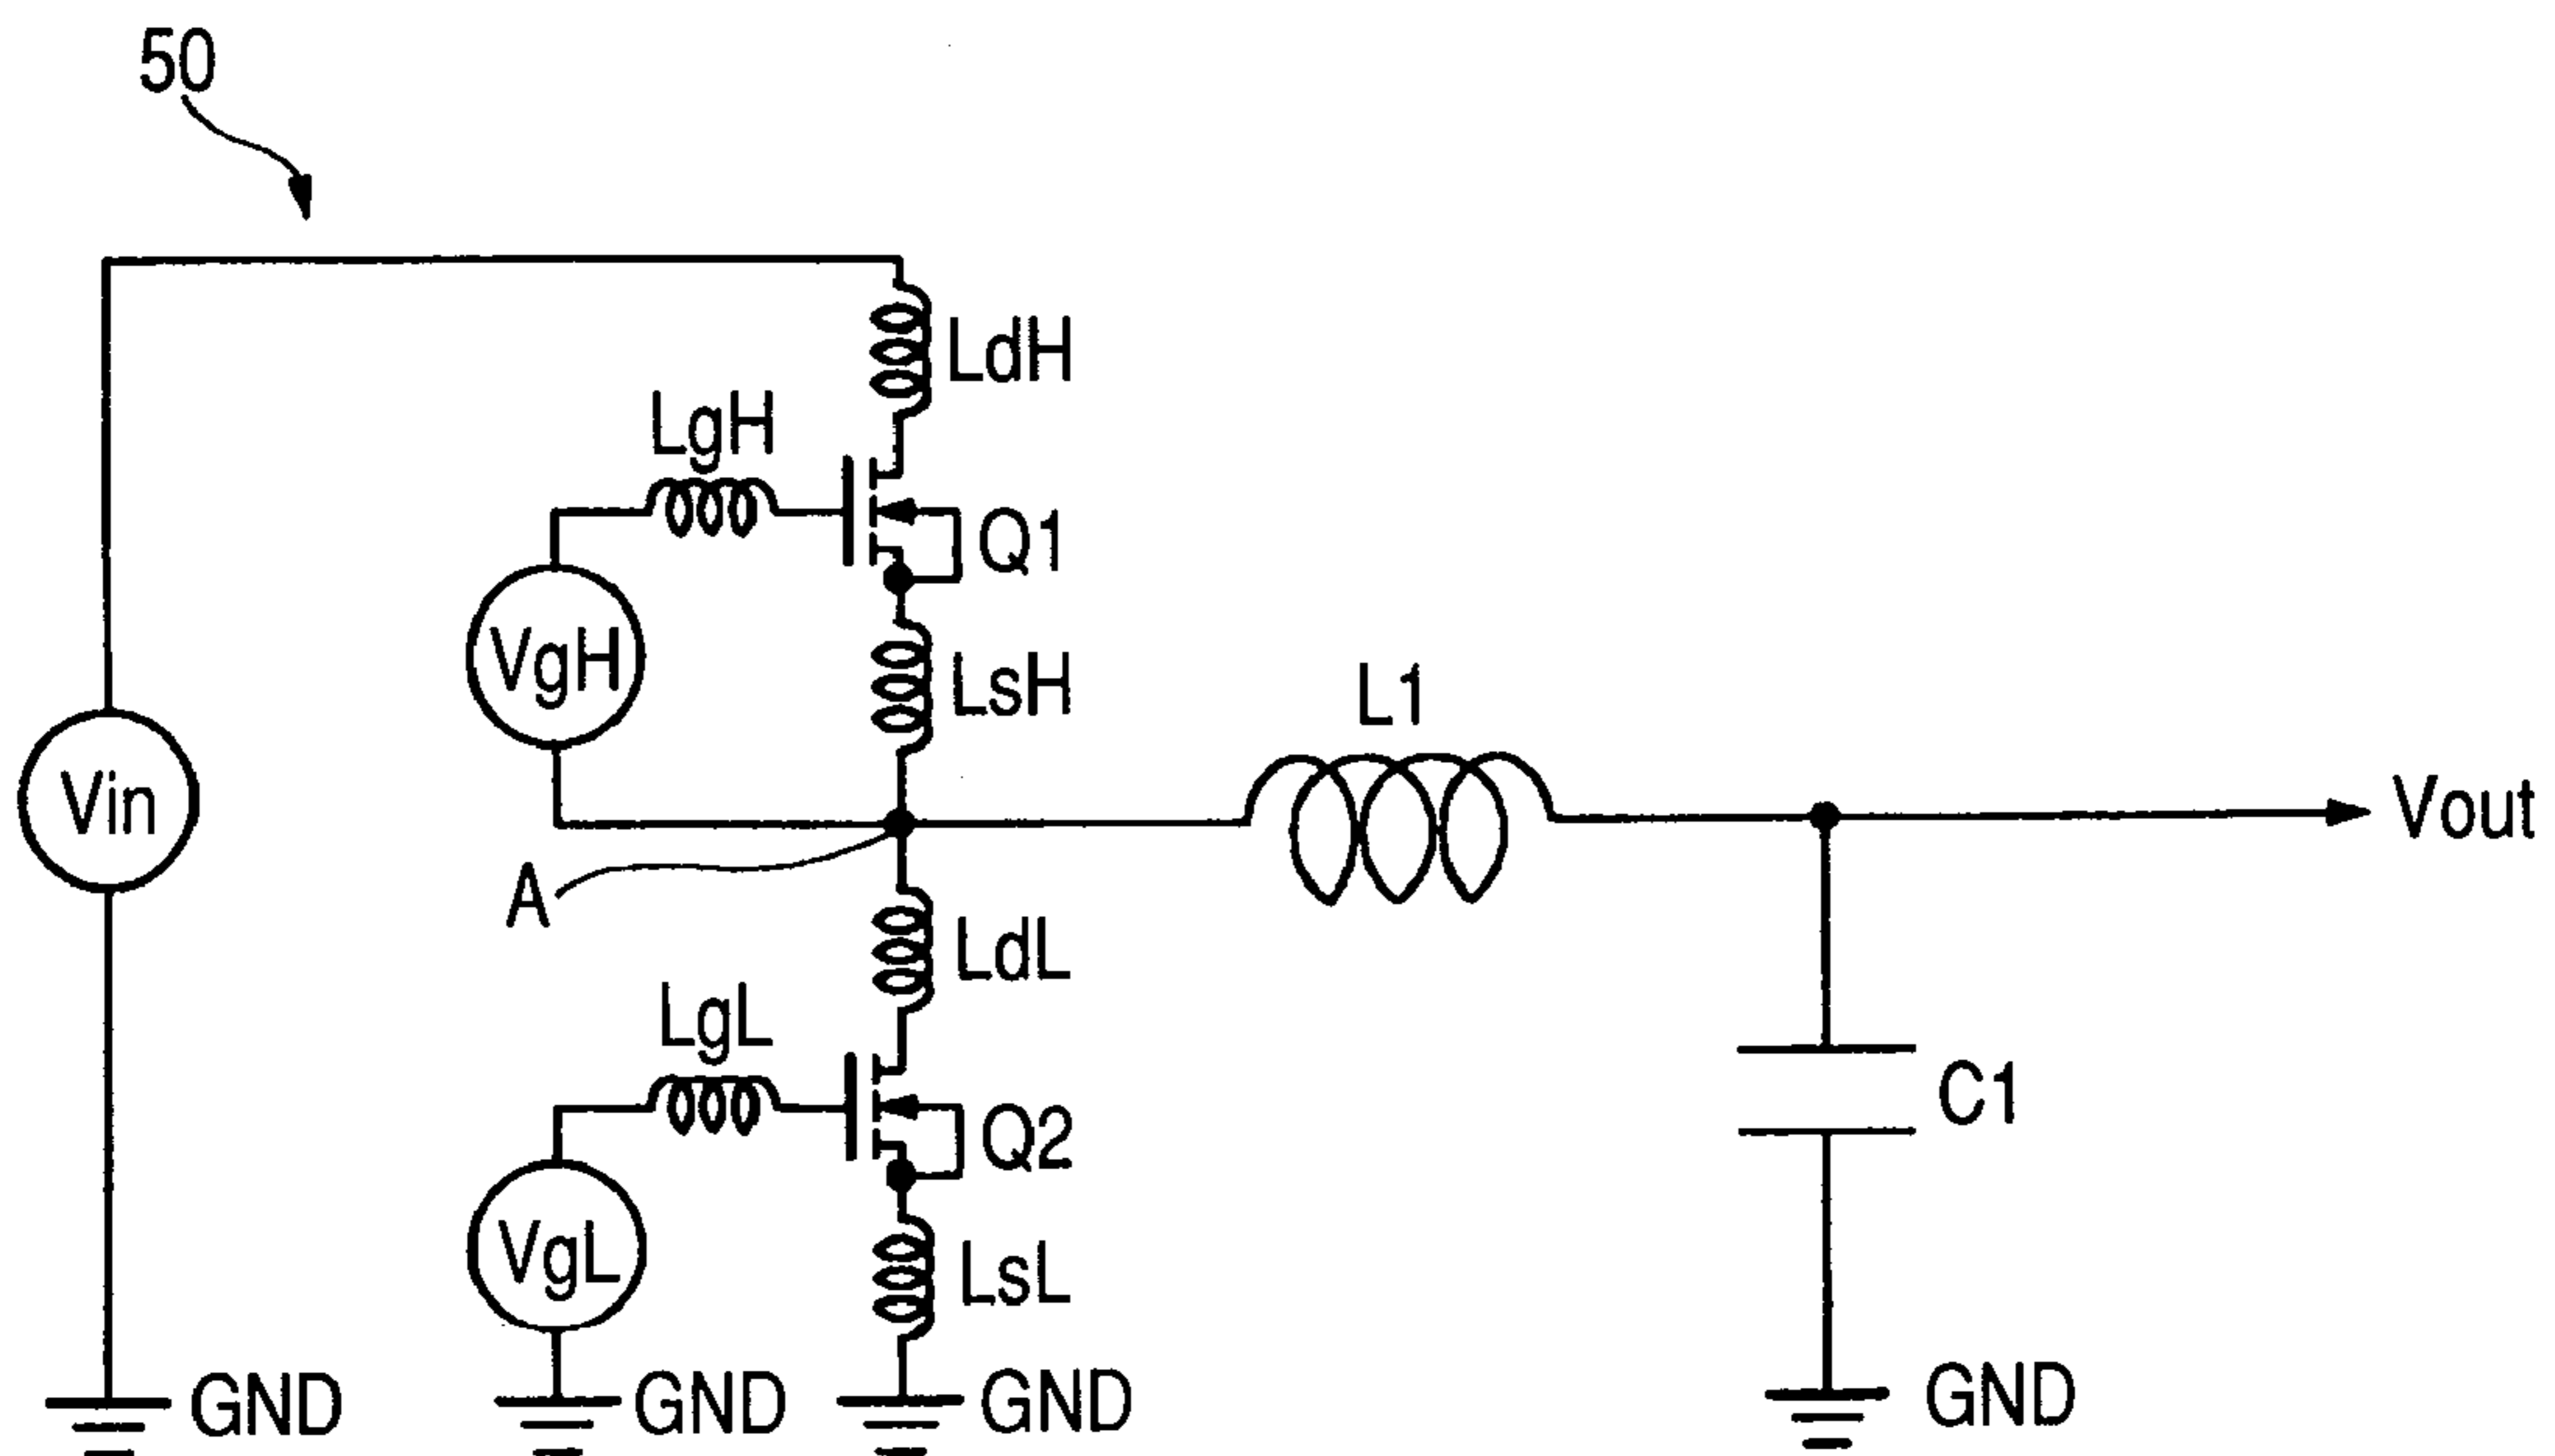 50
LdH
LgH
Q1
VgH
LsH
L1
Vin
Vout
A
LdL
LgL
C1
Q2
VgL
LsL
GND
GND
GND
GND